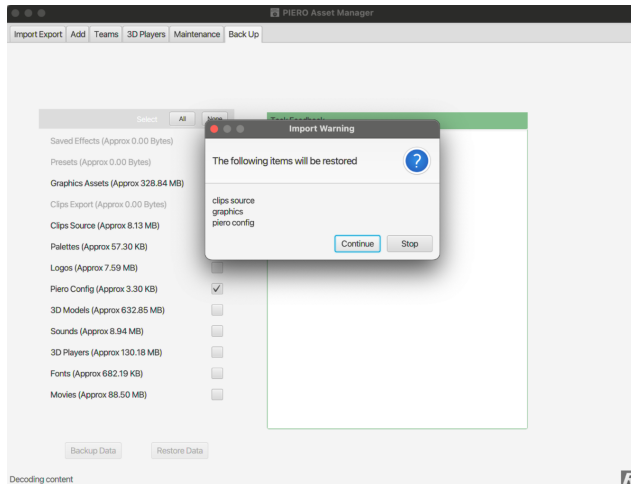 PIERO Asset Manager
Import Export Add Teams 3D Players Maintenance Back Up
Select All None Task Feedback
Import Warning
Saved Effects (Approx 0.00 Bytes)
Presets (Approx 0.00 Bytes)
The following items will be restored
?
Graphics Assets (Approx 328.84 MB)
Clips Export (Approx 0.00 Bytes)
clips source
graphics
piero config
Clips Source (Approx 8.13 MB)
Palettes (Approx 57.30 KB)
Continue Stop
Logos (Approx 7.59 MB)
Piero Config (Approx 3.30 KB)
3D Models (Approx 632.85 MB)
Sounds (Approx 8.94 MB)
3D Players (Approx 130.18 MB)
Fonts (Approx 682.19 KB)
Movies (Approx 88.50 MB)
Backup Data Restore Data
Decoding content